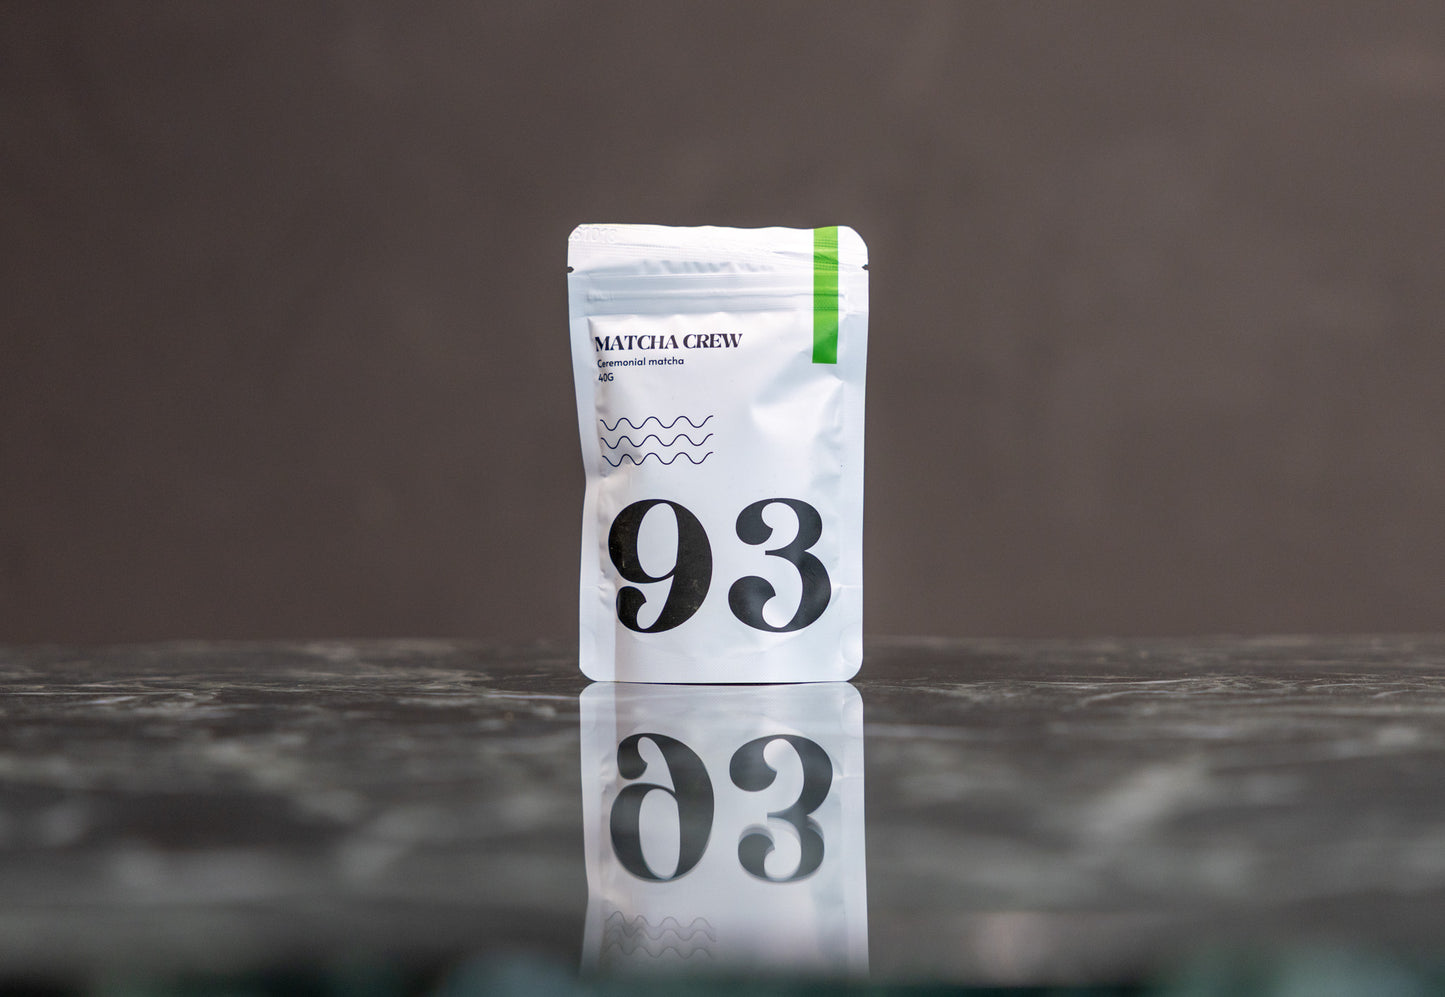 MATCHA CREW
Ceremonial matcha
40G
93